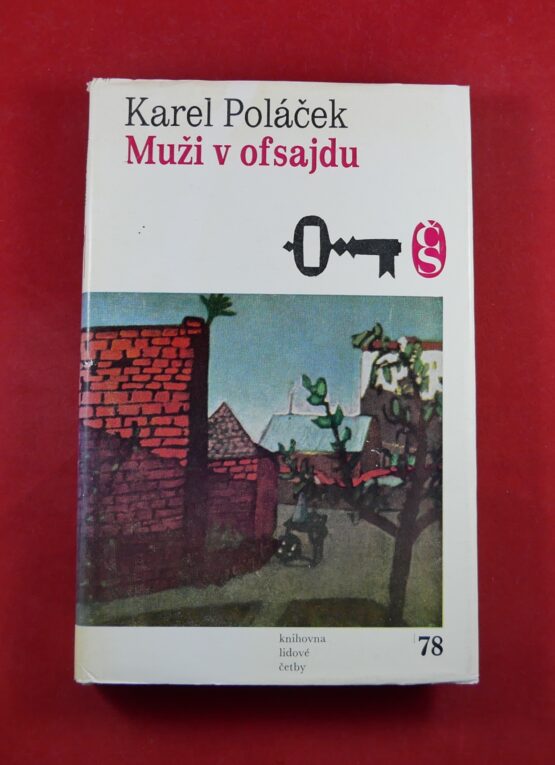 Karel Poláček
Muži v ofsajdu
čs
knihovna
lidové
četby
78